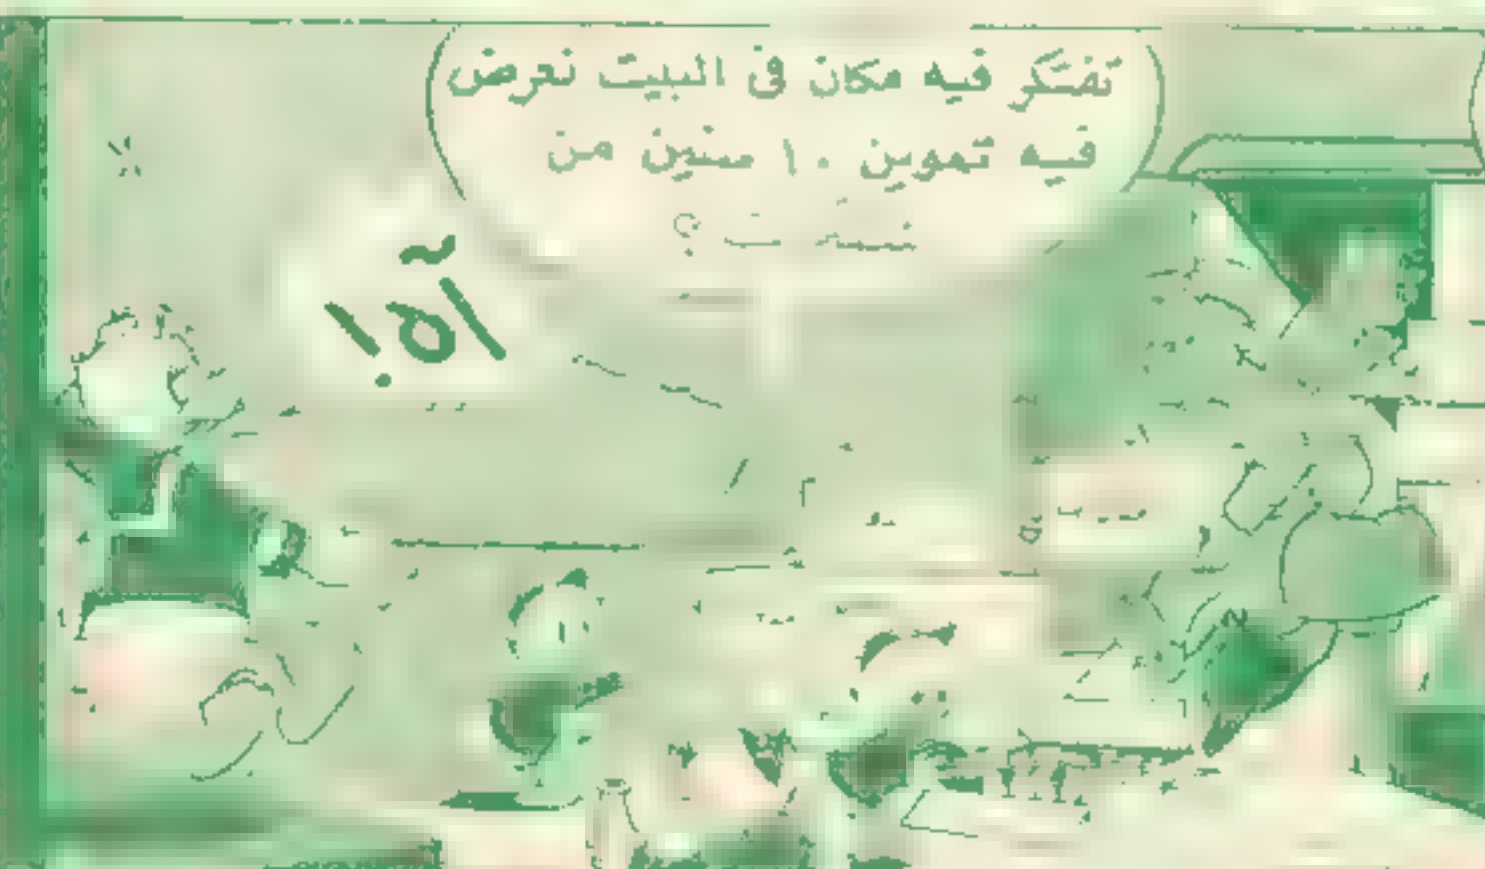 تفتكر فيه مكان فى البيت نعرض
فيه تموين ١٠ سنين من
؟
آه!